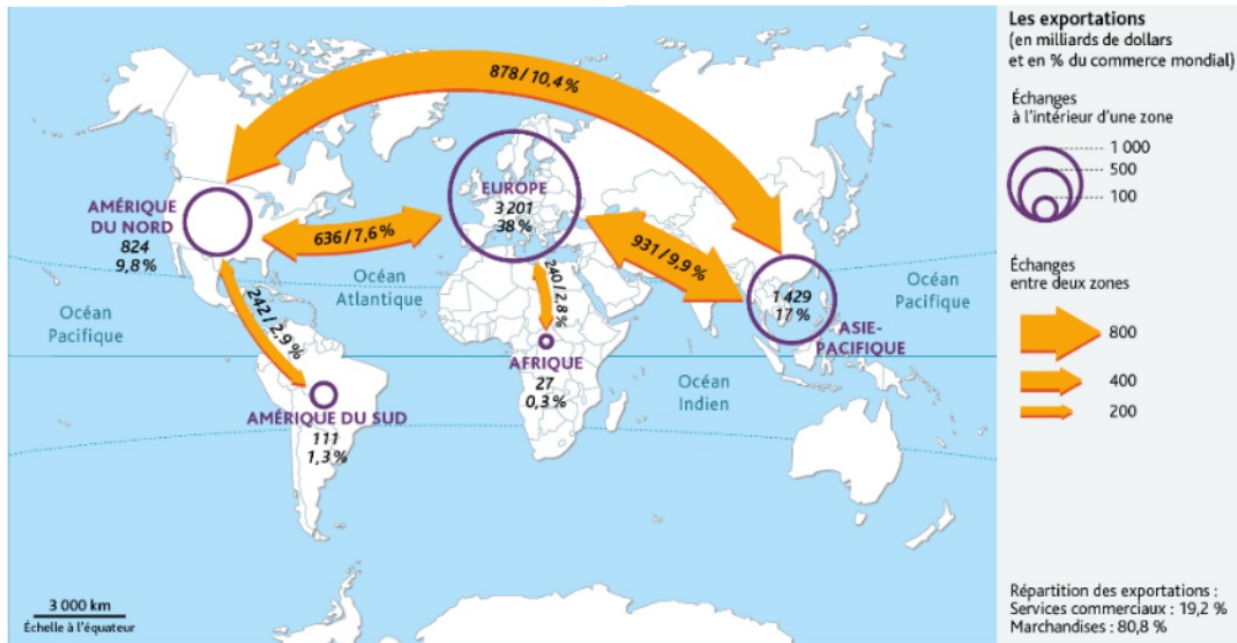 878 / 10,4 %
AMÉRIQUE
DU NORD
824
9,8 %
636 / 7,6 %
EUROPE
3 201
38 %
931 / 9,9 %
Océan
Atlantique
Océan
Pacifique
242 / 2,9 %
240 / 2,8 %
1 429
17 %
ASIE-
PACIFIQUE
Océan
Pacifique
AFRIQUE
27
0,3 %
Océan
Indien
AMÉRIQUE DU SUD
111
1,3 %
3 000 km
Échelle à l'équateur
Les exportations
(en milliards de dollars
et en % du commerce mondial)
Échanges
à l'intérieur d'une zone
1 000
500
100
Échanges
entre deux zones
800
400
200
Répartition des exportations :
Services commerciaux : 19,2 %
Marchandises : 80,8 %